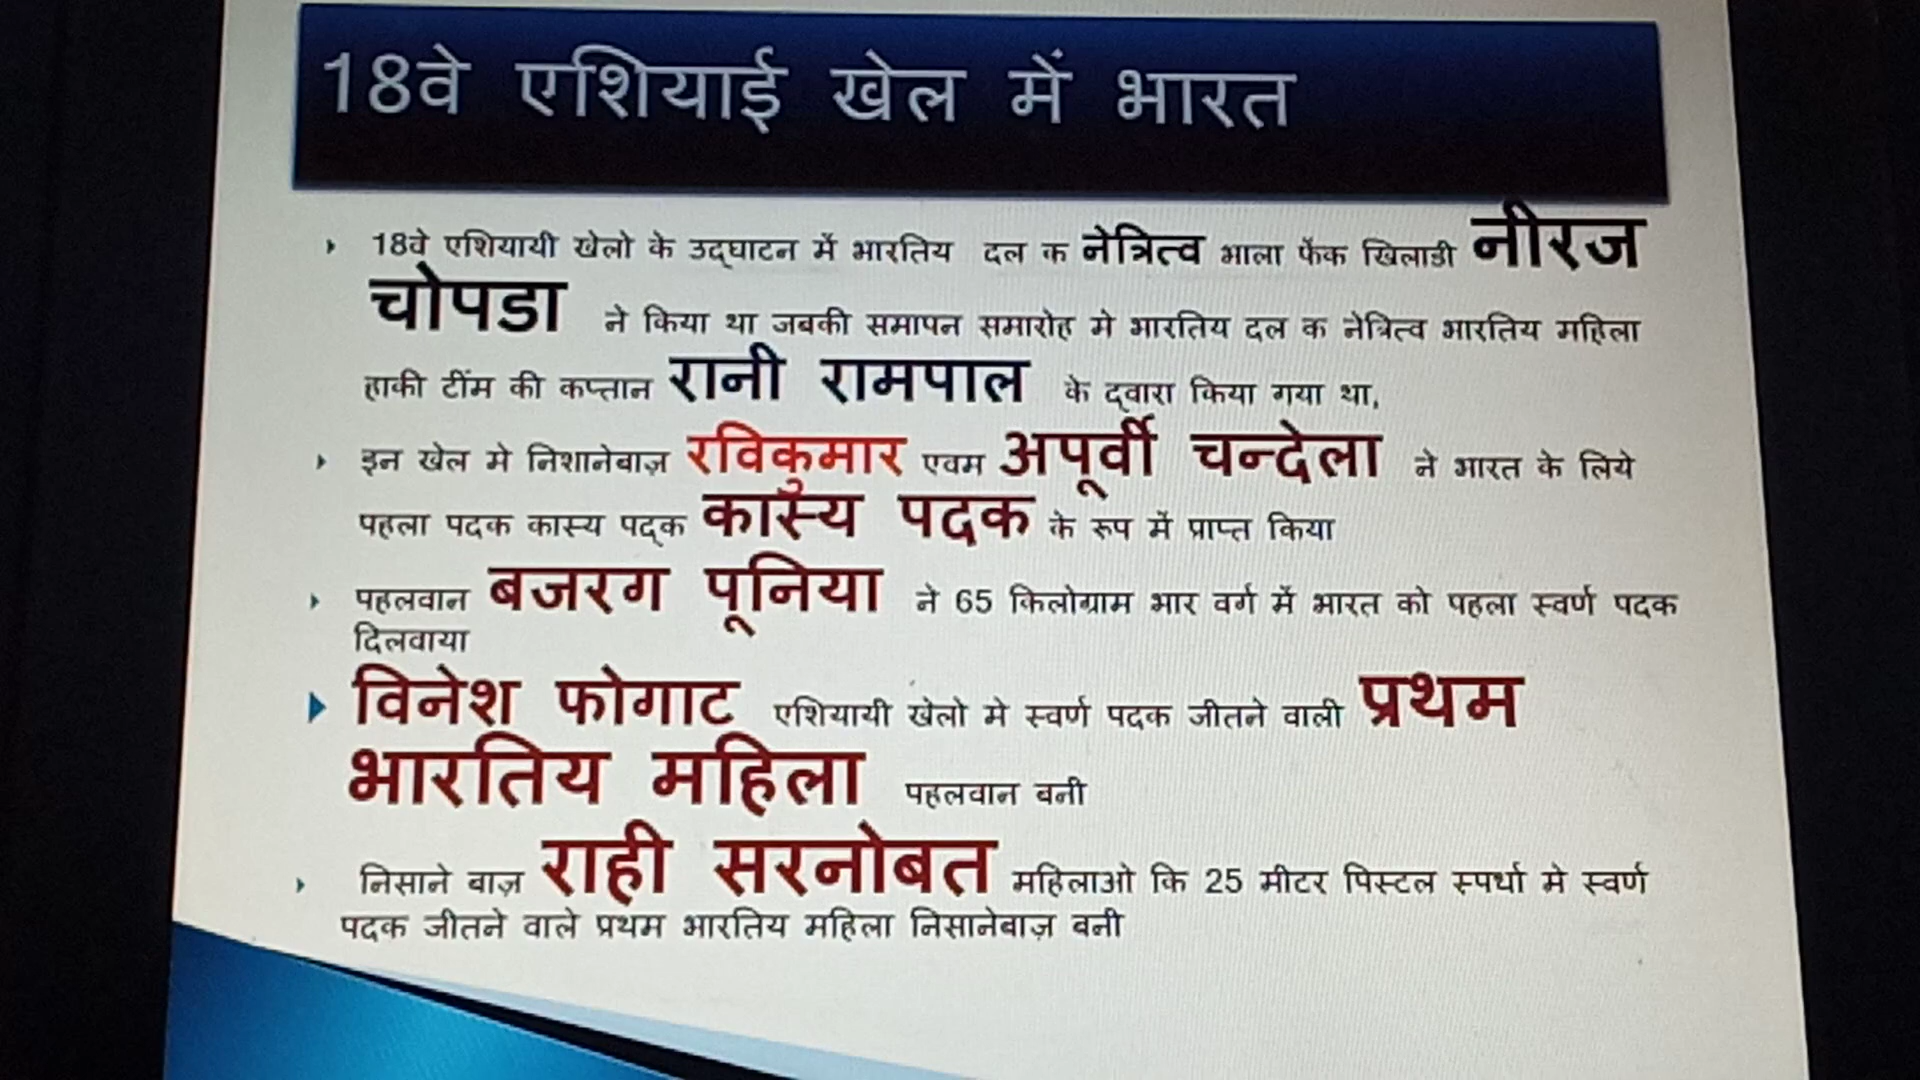 18वे एशियाई खेल में भारत
18वे एशियायी खेलो के उद्घाटन में भारतिय दल क नेत्रित्व भाला फेंक खिलाडी नीरज
चोपडा ने किया था जबकी समापन समारोह मे भारतिय दल क नेत्रित्व भारतिय महिला
हाकी टींम की कप्तान रानी रामपाल के द्वारा किया गया था,
इन खेल मे निशानेबाज़ रविकुमार एवम अपूर्वी चन्देला ने भारत के लिये
पहला पदक कास्य पद्क कास्य पदक के रूप में प्राप्त किया
पहलवान बजरग पूनिया ने 65 किलोग्राम भार वर्ग में भारत को पहला स्वर्ण पदक
दिलवाया
विनेश फोगाट एशियायी खेलो मे स्वर्ण पदक जीतने वाली प्रथम
भारतिय महिला पहलवान बनी
निसाने बाज़ राही सरनोबत महिलाओ कि 25 मीटर पिस्टल स्पर्धा मे स्वर्ण
पदक जीतने वाले प्रथम भारतिय महिला निसानेबाज़ बनी